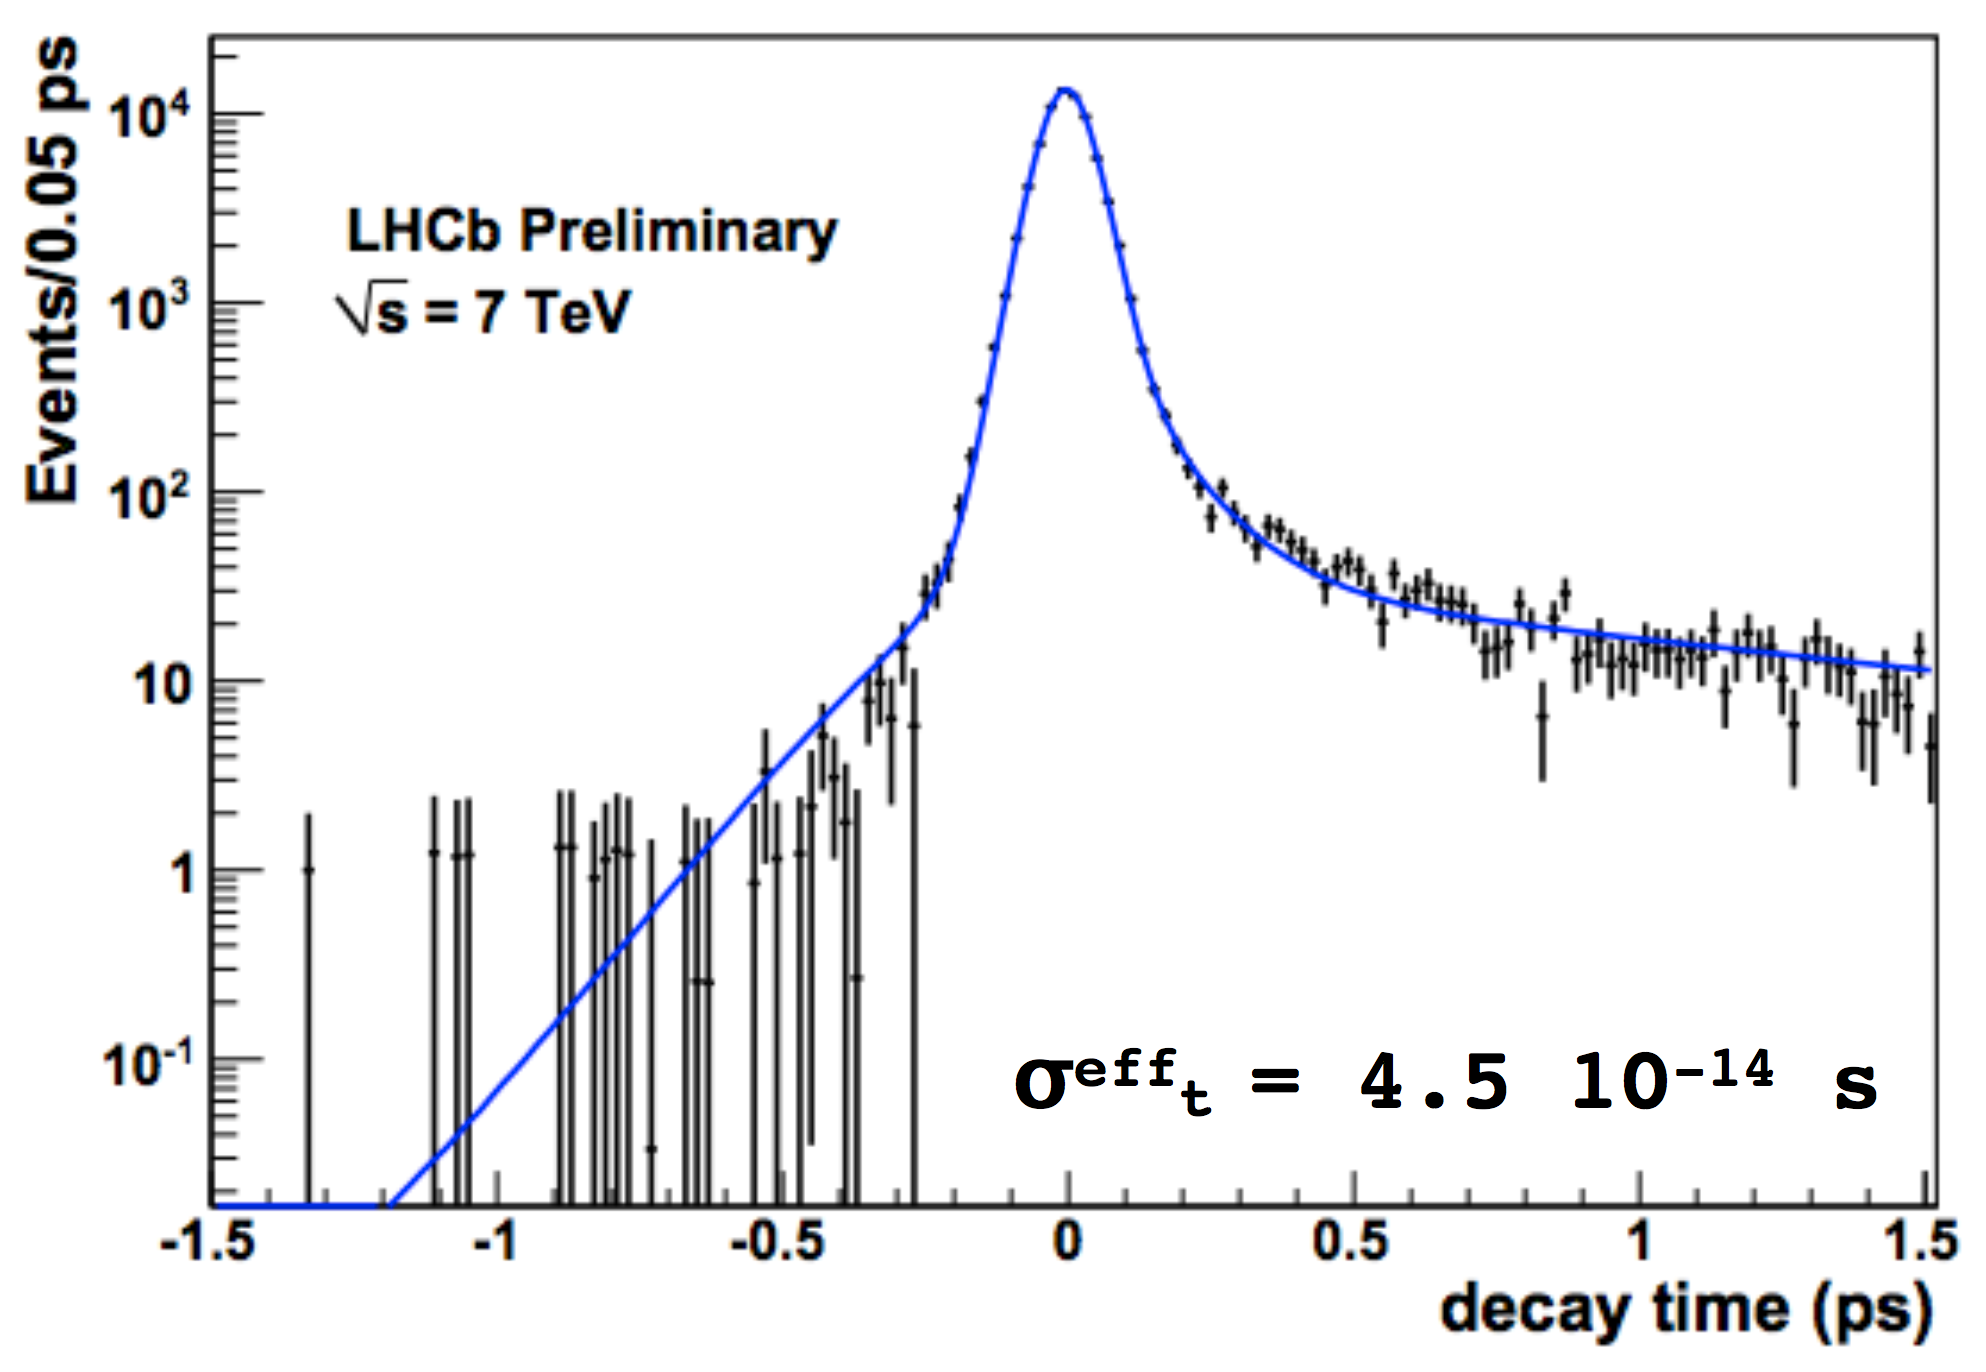 Events/0.05 ps
10⁴
10³
10²
10
1
10⁻¹
LHCb Preliminary
√s = 7 TeV
σᵉᶠᶠₜ = 4.5 10⁻¹⁴ s
-1.5 -1 -0.5 0 0.5 1 1.5
decay time (ps)